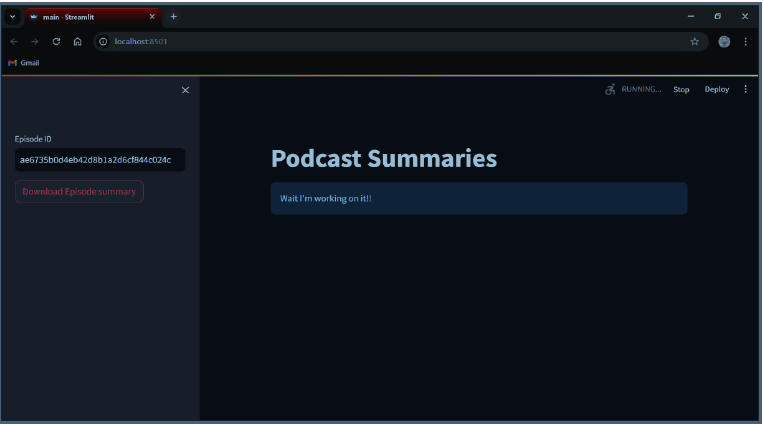 main · Streamlit
localhost:8501
Gmail
RUNNING...
Stop
Deploy
Episode ID
ae6735b0d4eb42d8b1a2d6cf844c024c
Download Episode summary
Podcast Summaries
Wait I'm working on it!!